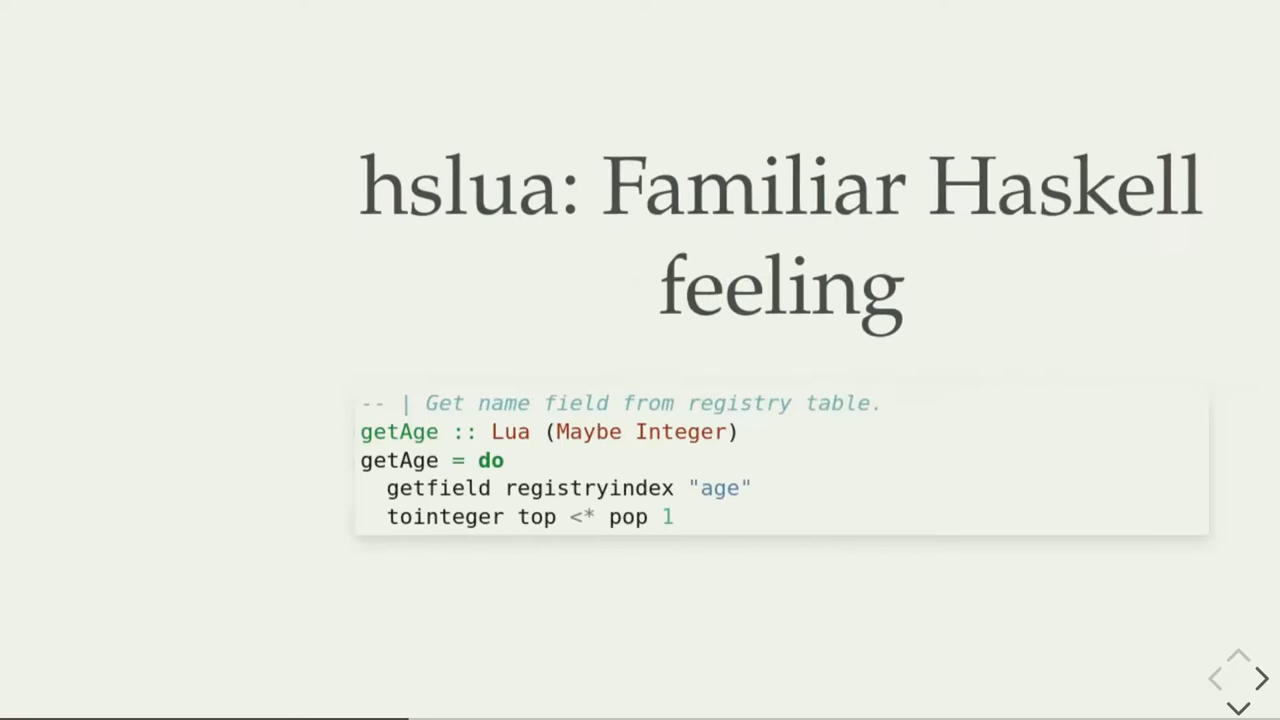 hslua: Familiar Haskell
feeling
-- | Get name field from registry table.
getAge :: Lua (Maybe Integer)
getAge = do
  getfield registryindex "age"
  tointeger top <* pop 1